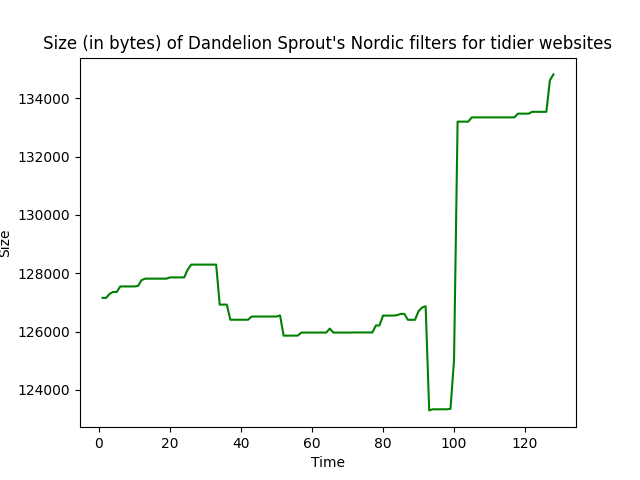 Size (in bytes) of Dandelion Sprout's Nordic filters for tidier websites
134000
132000
130000
128000
126000
124000
Size
0 20 40 60 80 100 120
Time